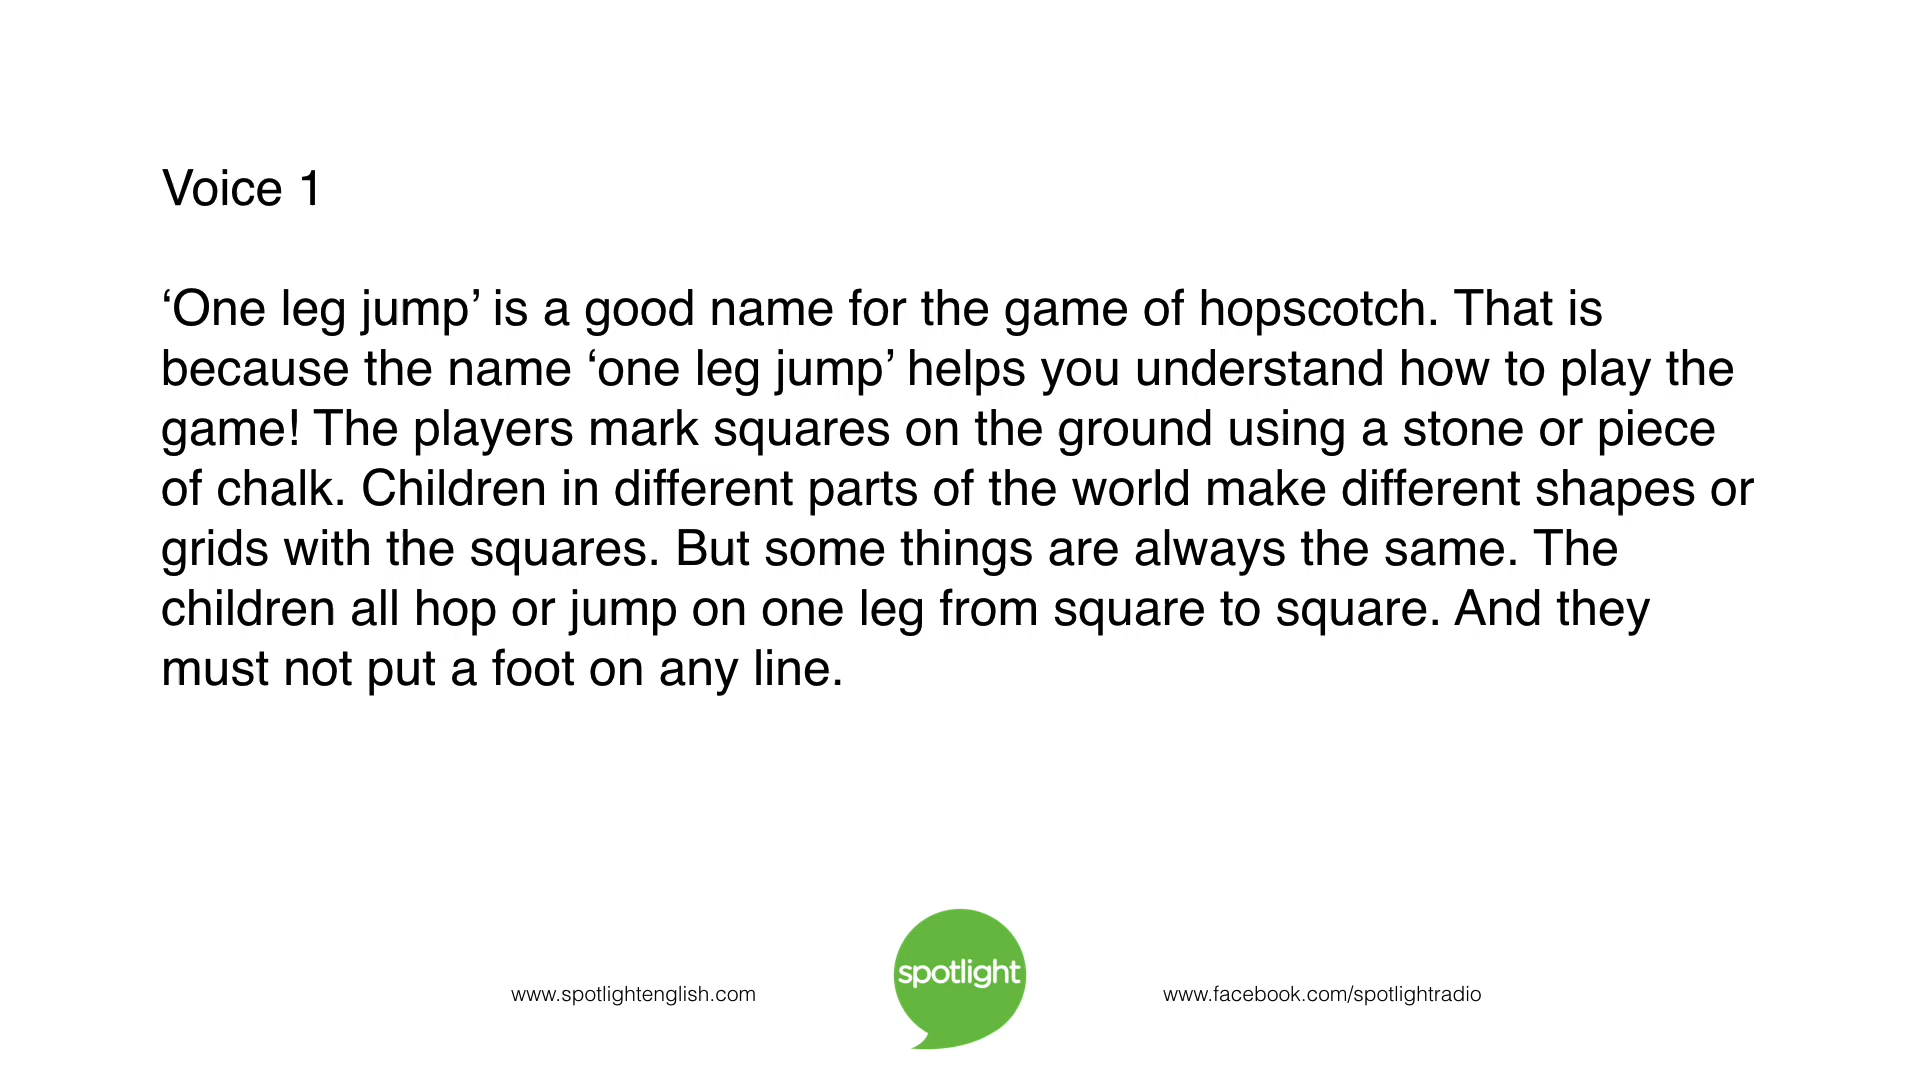 Voice 1
‘One leg jump’ is a good name for the game of hopscotch. That is
because the name ‘one leg jump’ helps you understand how to play the
game! The players mark squares on the ground using a stone or piece
of chalk. Children in different parts of the world make different shapes or
grids with the squares. But some things are always the same. The
children all hop or jump on one leg from square to square. And they
must not put a foot on any line.
spotlight
www.spotlightenglish.com
www.facebook.com/spotlightradio